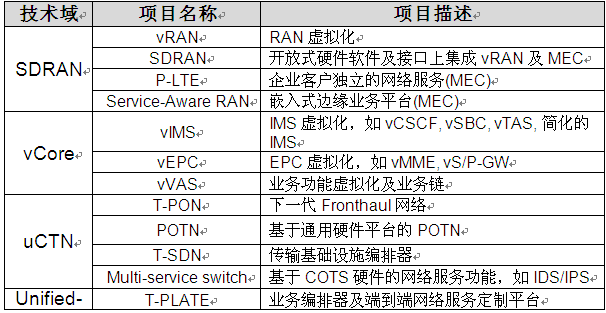 技术域 项目名称 项目描述
SDRAN vRAN RAN 虚拟化
SDRAN 开放式硬件软件及接口上集成 vRAN 及 MEC
P-LTE 企业客户独立的网络服务(MEC)
Service-Aware RAN 嵌入式边缘业务平台(MEC)
vCore vIMS IMS 虚拟化，如 vCSCF, vSBC, vTAS, 简化的
IMS
vEPC EPC 虚拟化，如 vMME, vS/P-GW
vVAS 业务功能虚拟化及业务链
uCTN T-PON 下一代 Fronthaul 网络
POTN 基于通用硬件平台的 POTN
T-SDN 传输基础设施编排器
Multi-service switch 基于 COTS 硬件的网络服务功能，如 IDS/IPS
Unified- T-PLATE 业务编排器及端到端网络服务定制平台